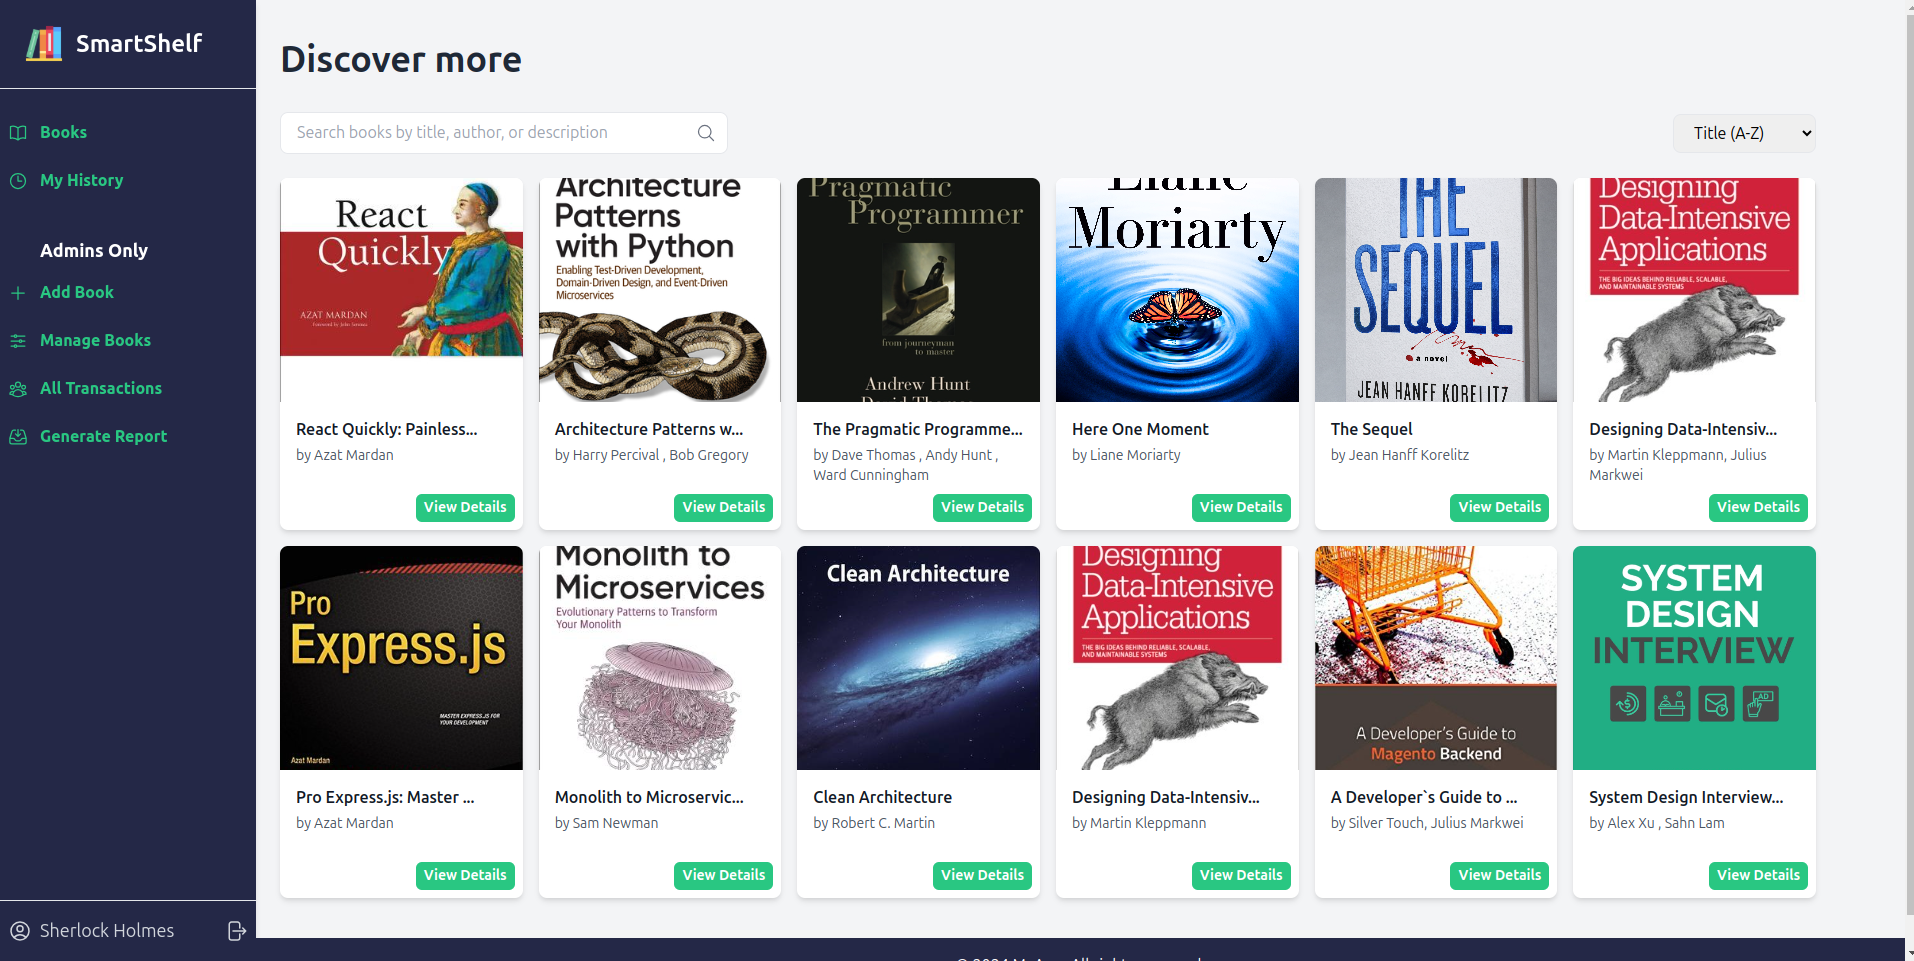 SmartShelf
Books
My History
Admins Only
Add Book
Manage Books
All Transactions
Generate Report
Sherlock Holmes
Discover more
Search books by title, author, or description
Title (A-Z)
React
Quickly
AZAT MARDAN
React Quickly: Painless...
by Azat Mardan
View Details
Architecture
Patterns
with Python
Enabling Test-Driven Development,
Domain-Driven Design, and Event-Driven
Microservices
Architecture Patterns w...
by Harry Percival , Bob Gregory
View Details
Pragmatic
Programmer
from journeyman
to master
Andrew Hunt
David Thomas
The Pragmatic Programme...
by Dave Thomas , Andy Hunt ,
Ward Cunningham
View Details
Liane
Moriarty
Here One Moment
by Liane Moriarty
View Details
THE
SEQUEL
a novel
JEAN HANFF KORELITZ
The Sequel
by Jean Hanff Korelitz
View Details
Designing
Data-Intensive
Applications
THE BIG IDEAS BEHIND RELIABLE, SCALABLE,
AND MAINTAINABLE SYSTEMS
Designing Data-Intensiv...
by Martin Kleppmann, Julius
Markwei
View Details
Pro
Express.js
MASTER EXPRESS.JS FOR
YOUR DEVELOPMENT
Azat Mardan
Pro Express.js: Master ...
by Azat Mardan
View Details
Monolith to
Microservices
Evolutionary Patterns to Transform
Your Monolith
Monolith to Microservic...
by Sam Newman
View Details
Clean Architecture
Clean Architecture
by Robert C. Martin
View Details
Designing
Data-Intensive
Applications
THE BIG IDEAS BEHIND RELIABLE, SCALABLE,
AND MAINTAINABLE SYSTEMS
Designing Data-Intensiv...
by Martin Kleppmann
View Details
A Developer's Guide to
Magento Backend
A Developer`s Guide to ...
by Silver Touch, Julius Markwei
View Details
SYSTEM
DESIGN
INTERVIEW
AD
System Design Interview...
by Alex Xu , Sahn Lam
View Details